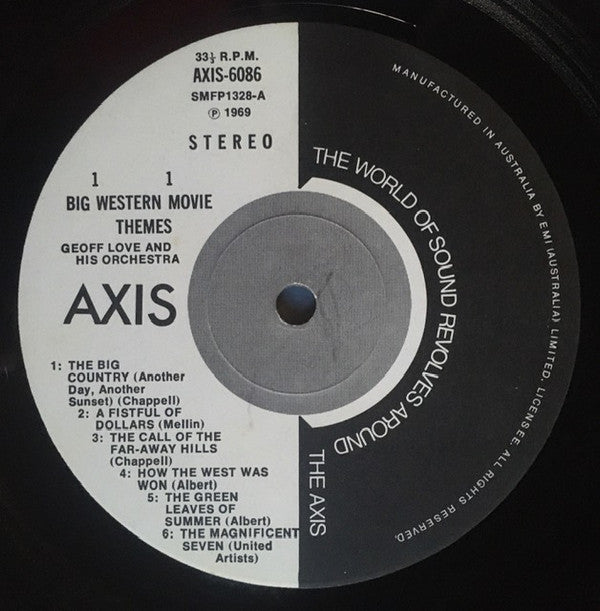 33⅓ R.P.M.
AXIS-6086
SMFP1328-A
Ⓟ 1969
STEREO
1 1
BIG WESTERN MOVIE
THEMES
GEOFF LOVE AND
HIS ORCHESTRA
AXIS
1: THE BIG
COUNTRY (Another
Day, Another
Sunset) (Chappell)
2: A FISTFUL OF
DOLLARS (Mellin)
3: THE CALL OF THE
FAR-AWAY HILLS
(Chappell)
4: HOW THE WEST WAS
WON (Albert)
5: THE GREEN
LEAVES OF
SUMMER (Albert)
6: THE MAGNIFICENT
SEVEN (United
Artists)
THE WORLD OF SOUND REVOLVES AROUND
THE AXIS
MANUFACTURED IN AUSTRALIA BY EMI (AUSTRALIA) LIMITED. LICENSEE. ALL RIGHTS RESERVED.